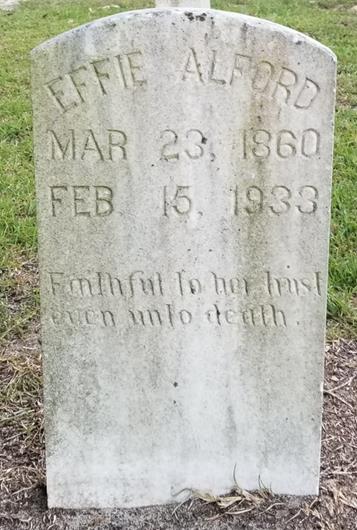 EFFIE ALFORD
MAR 23, 1860
FEB 15, 1933
Faithful to her trust
even unto death.